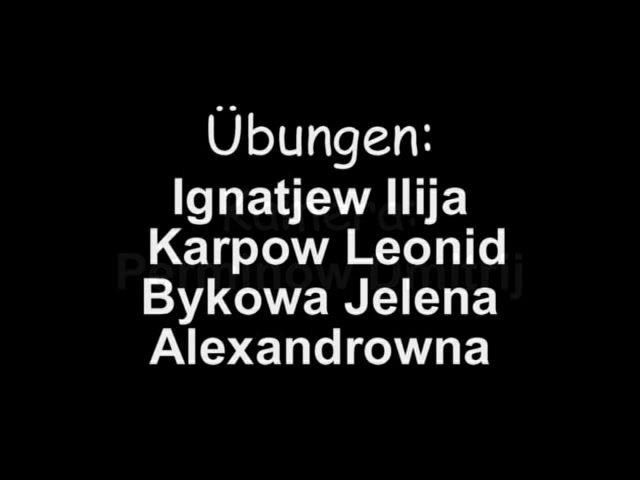 Übungen:
Ignatjew Ilija
Karpow Leonid
Bykowa Jelena
Alexandrowna